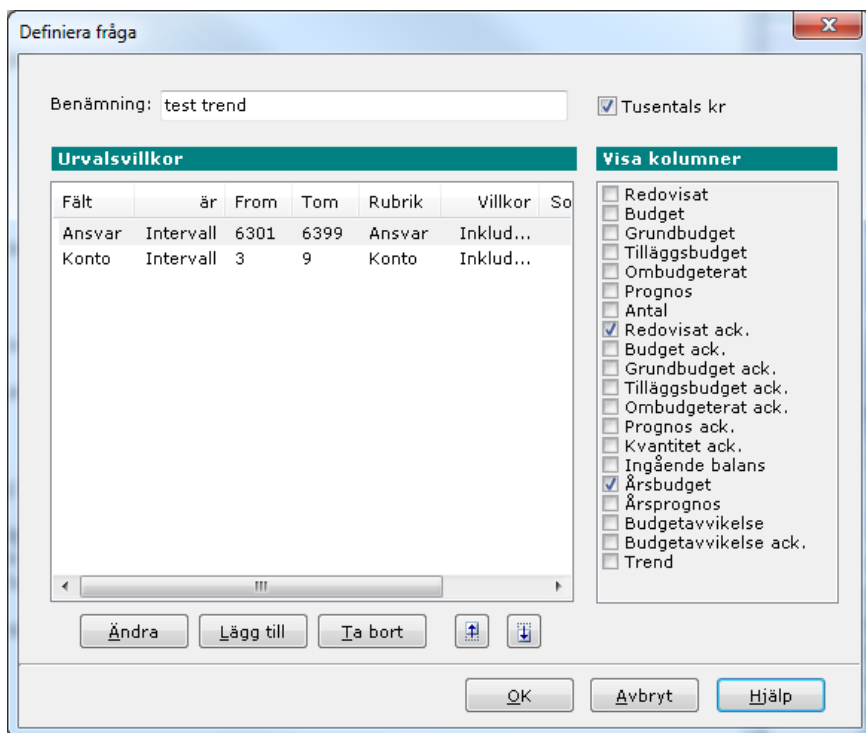 Definiera fråga
Benämning: test trend
Tusentals kr
Urvalsvillkor
Fält är From Tom Rubrik Villkor So
Ansvar Intervall 6301 6399 Ansvar Inklud...
Konto Intervall 3 9 Konto Inklud...
Visa kolumner
Redovisat
Budget
Grundbudget
Tilläggsbudget
Ombudgeterat
Prognos
Antal
Redovisat ack.
Budget ack.
Grundbudget ack.
Tilläggsbudget ack.
Ombudgeterat ack.
Prognos ack.
Kvantitet ack.
Ingående balans
Årsbudget
Årsprognos
Budgetavvikelse
Budgetavvikelse ack.
Trend
Ändra Lägg till Ta bort
OK Avbryt Hjälp